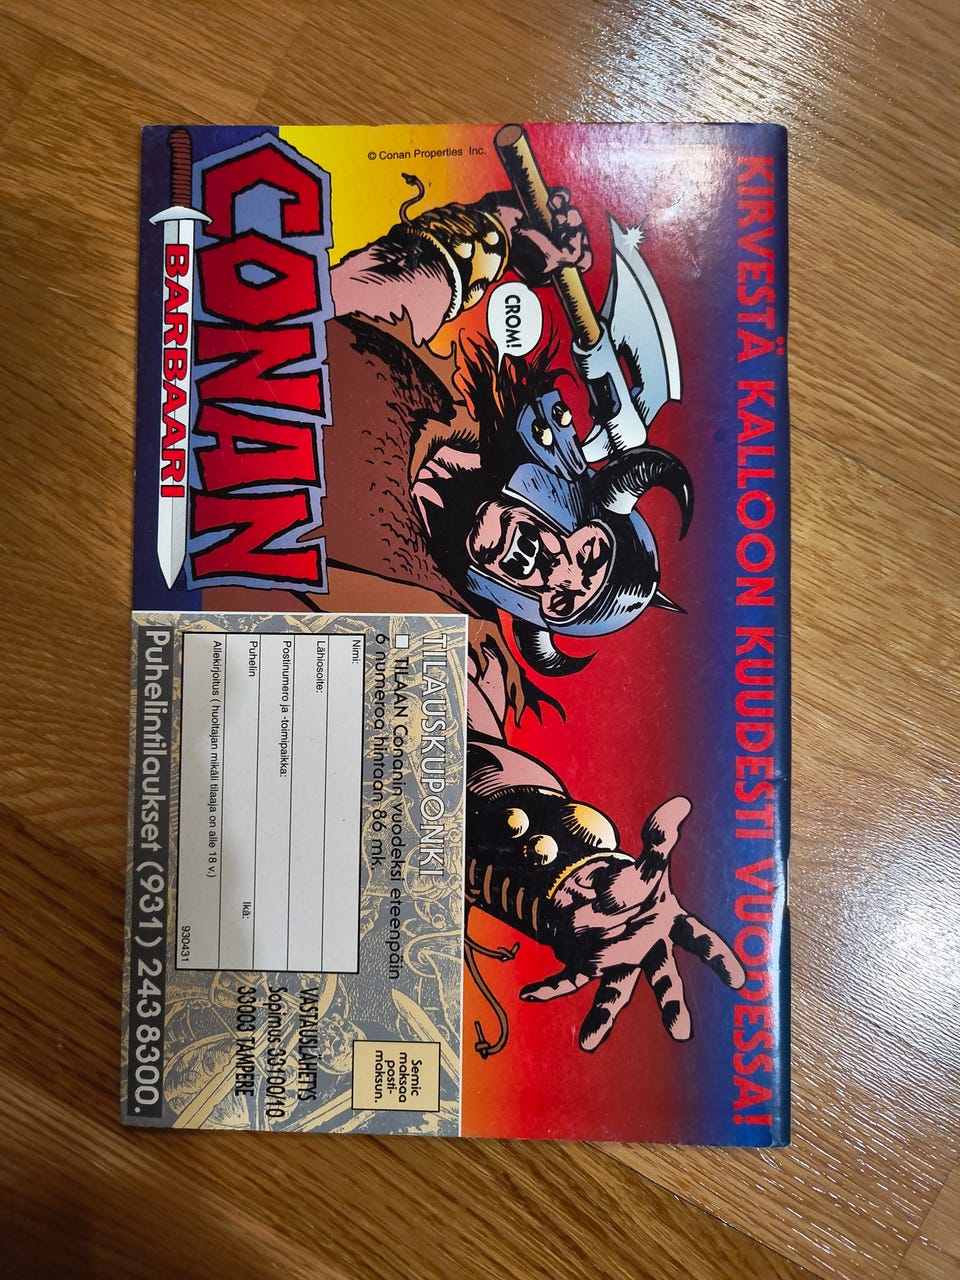 KIRVESTÄ KALLOON KUUDESTI VUODESSA!
CROM!
© Conan Properties Inc.
CONAN
BARBAARI
TILAUSKUPONKI
TILAAN Conanin vuodeksi eteenpäin
6 numeroa hintaan 86 mk.
Nimi:
Lähiosoite:
Postinumero ja -toimipaikka:
Puhelin
Ikä:
Allekirjoitus ( huoltajan mikäli tilaaja on alle 18 v.)
930431
Semic
maksaa
posti-
maksun.
VASTAUSLÄHETYS
Sopimus 33100/10
33003 TAMPERE
Puhelintilaukset (931) 243 8300.